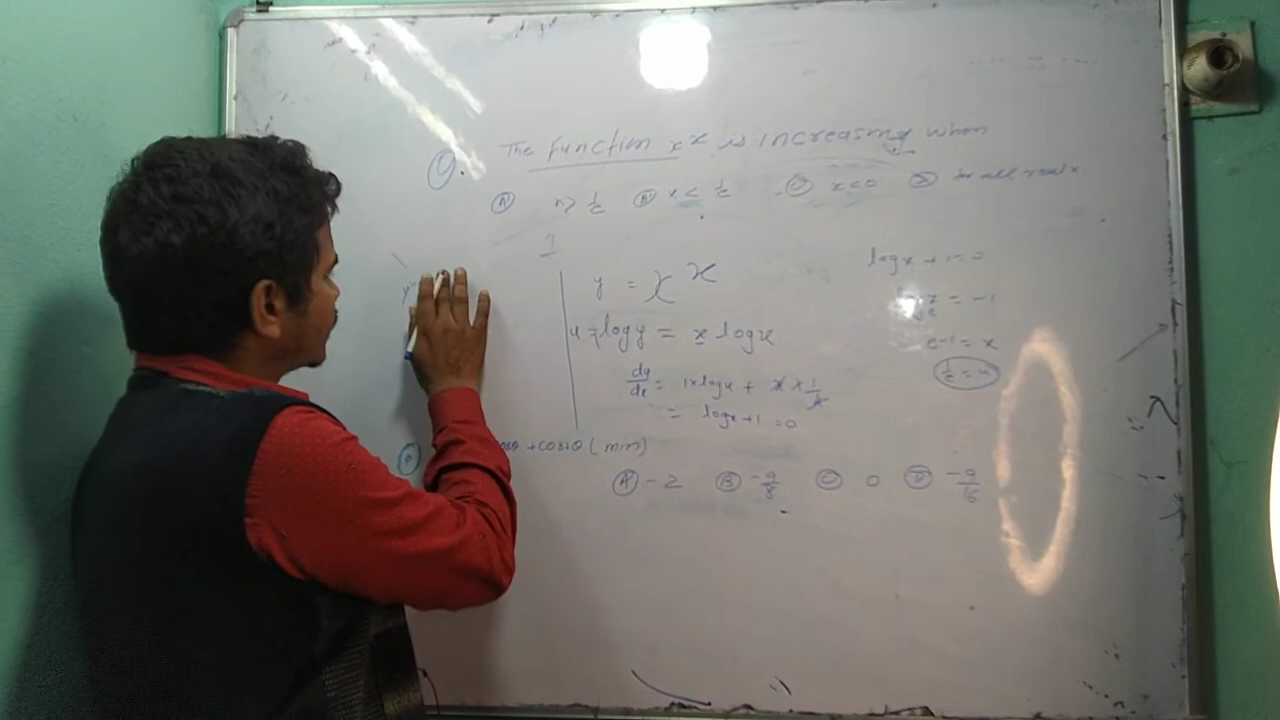 Q. The function x^x is increasing when
(A) x > 1/e (B) x < 1/e (C) x < 0 (D) for all real x
y = x^x
u = log y = x log x
dy/dx = 1 x log x + x x 1/x
= log x + 1 = 0
log x + 1 = 0
= -1
e^-1 = x
1/e = x
y"
+ cos2θ (min)
(A) -2 (B) -9/8 (C) 0 (D) -9/16